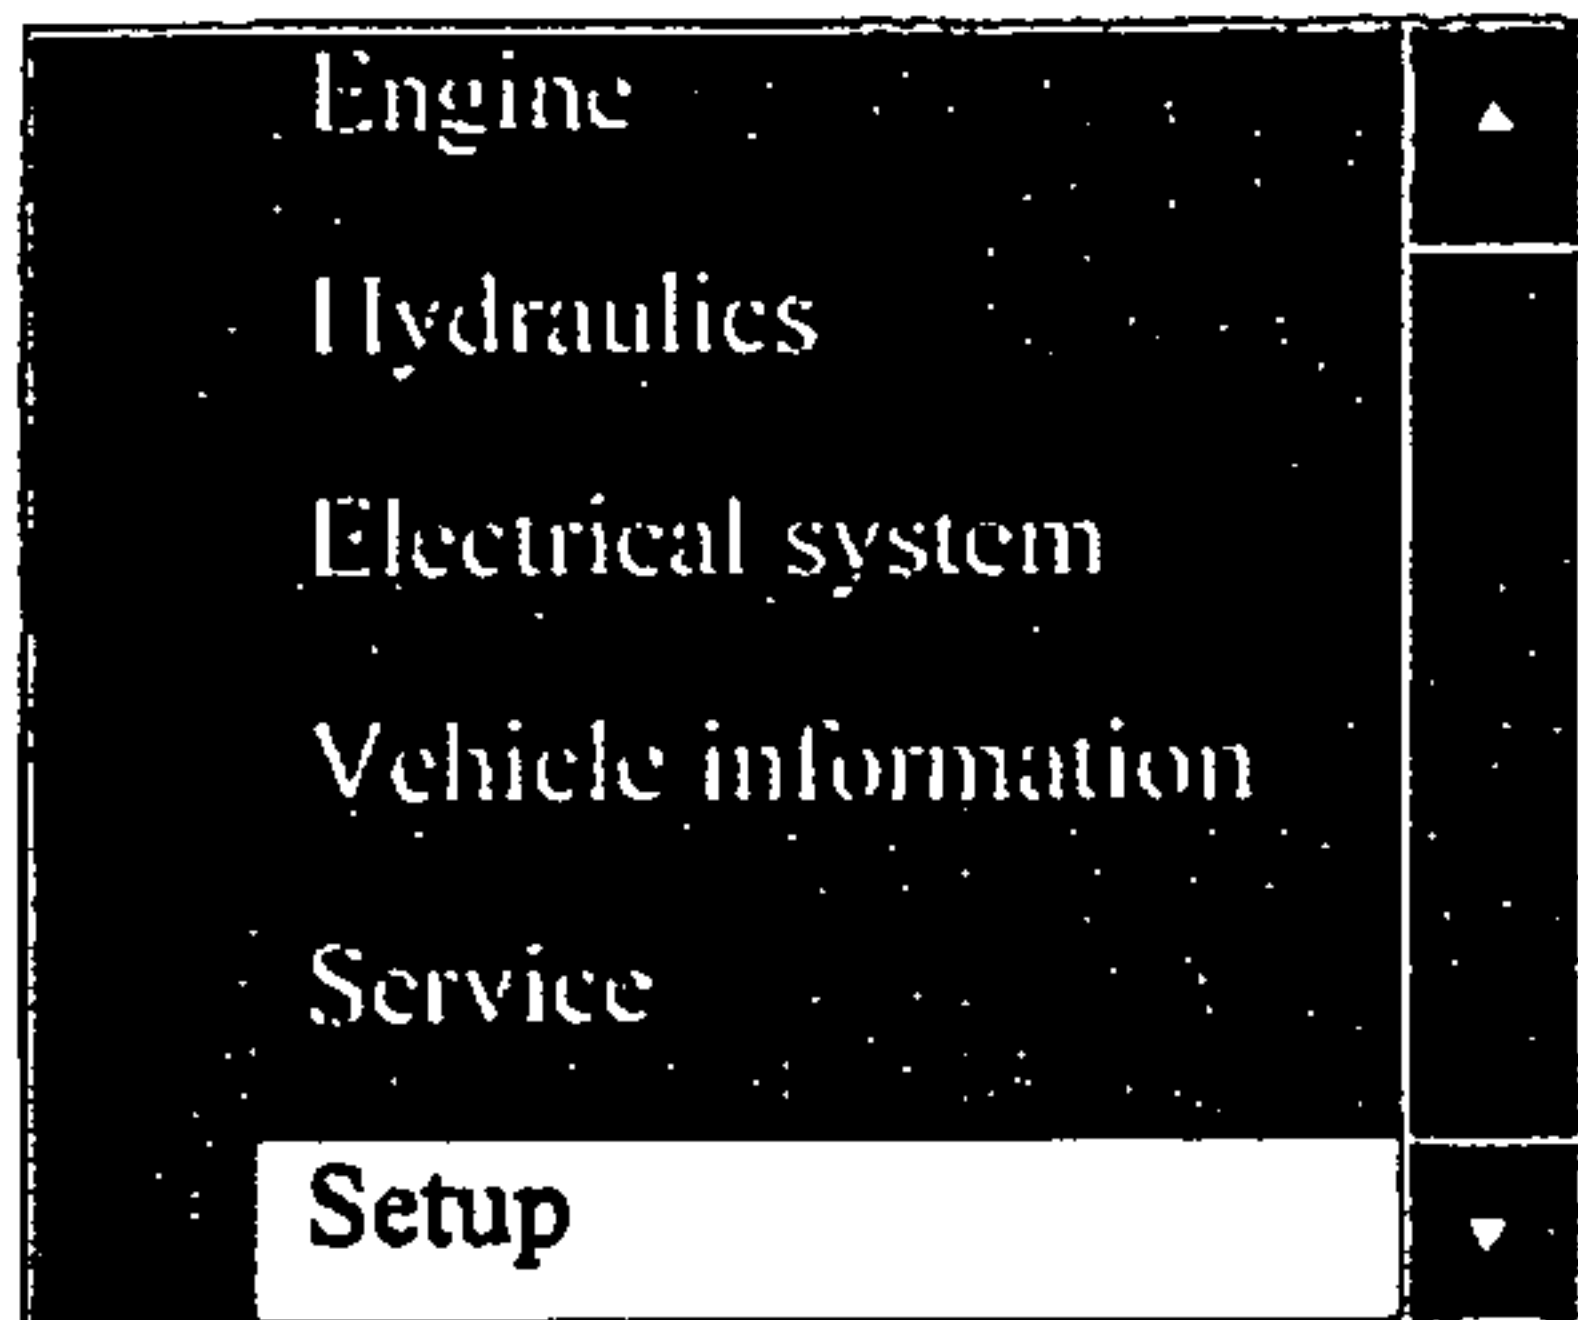 Engine
Hydraulics
Electrical system
Vehicle information
Service
Setup